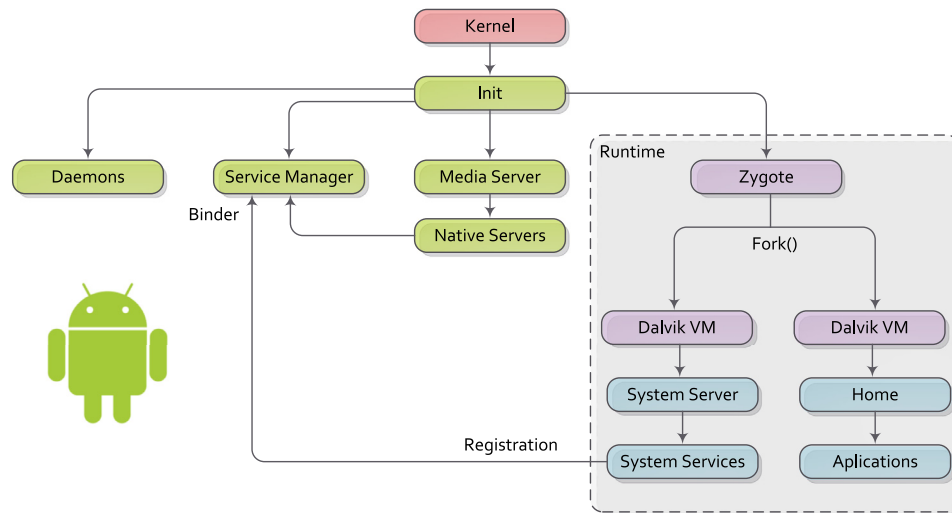 Kernel
Init
Runtime
Daemons
Service Manager
Media Server
Zygote
Binder
Native Servers
Fork()
Dalvik VM
Dalvik VM
System Server
Home
Registration
System Services
Aplications